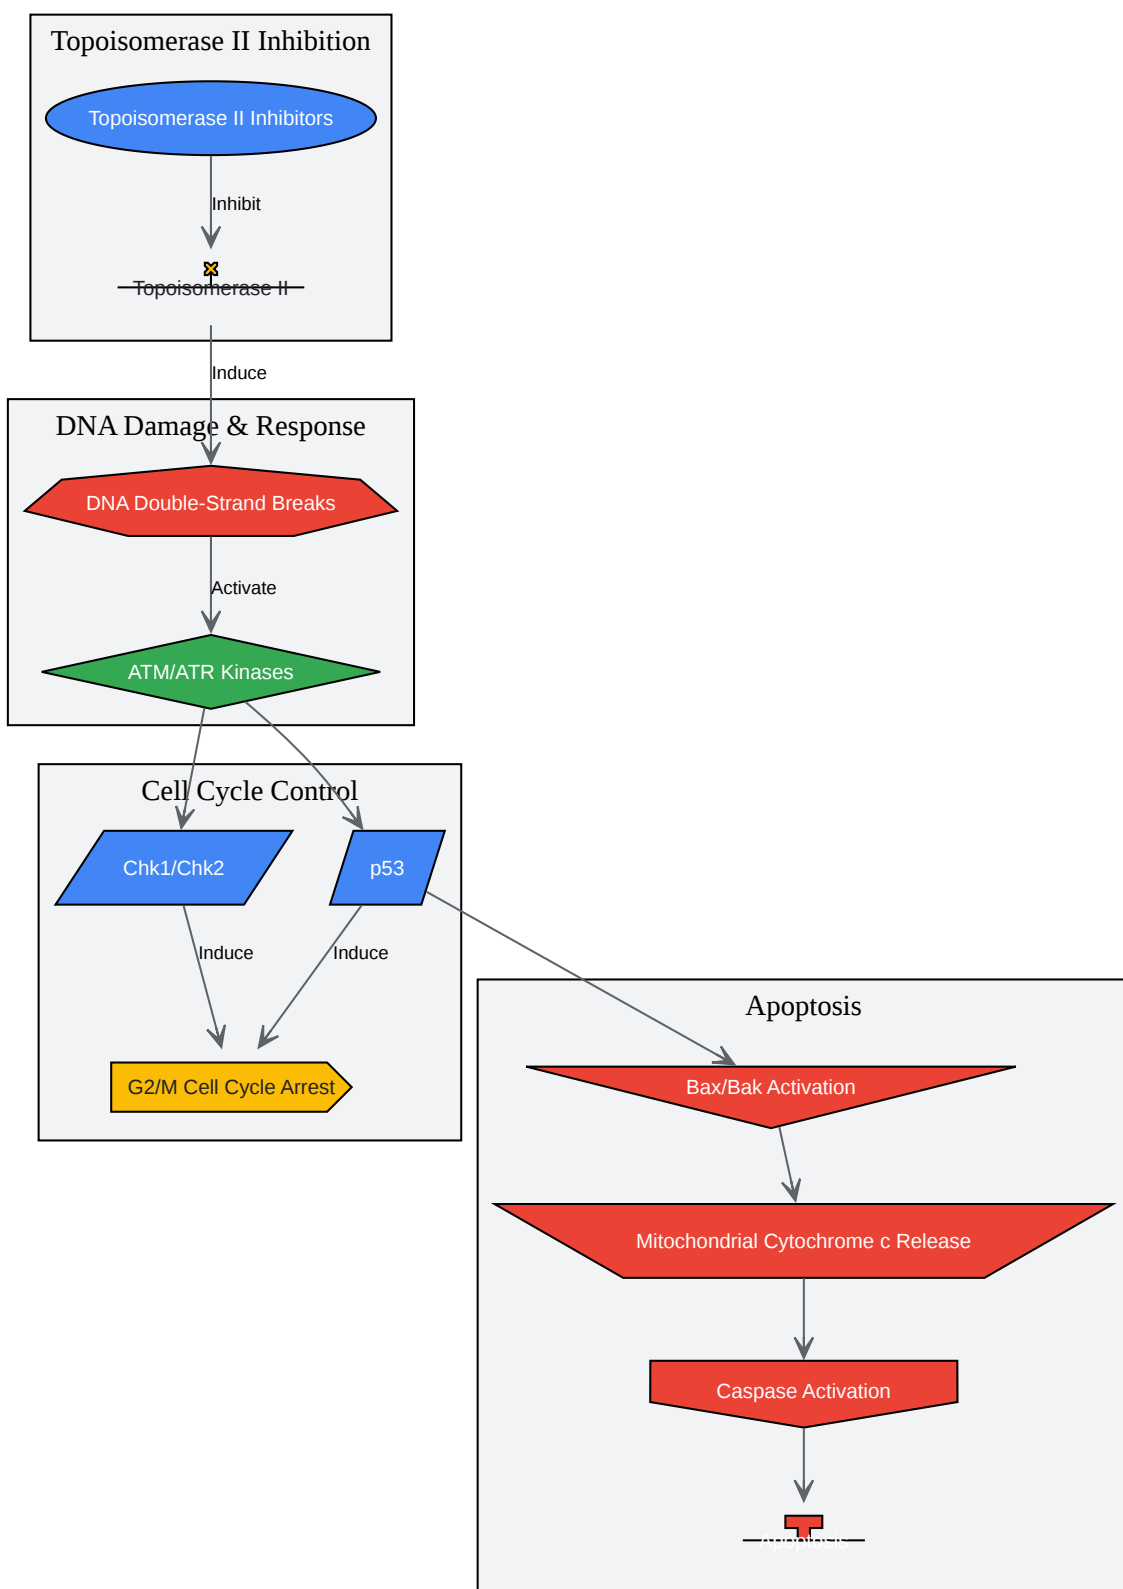 Topoisomerase II Inhibition
Topoisomerase II Inhibitors
Inhibit
Topoisomerase II
Induce
DNA Damage & Response
DNA Double-Strand Breaks
Activate
ATM/ATR Kinases
Cell Cycle Control
Chk1/Chk2
p53
Induce
Induce
G2/M Cell Cycle Arrest
Apoptosis
Bax/Bak Activation
Mitochondrial Cytochrome c Release
Caspase Activation
Apoptosis